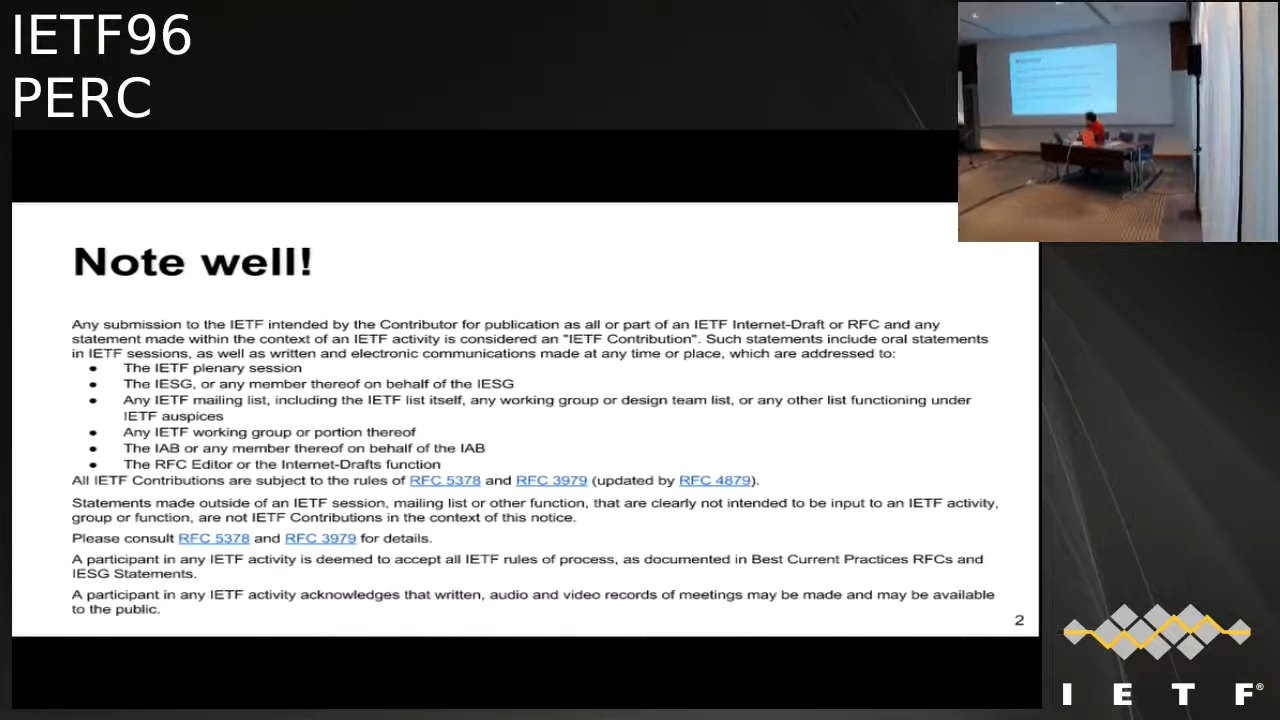 IETF96
PERC
Note well!
Any submission to the IETF intended by the Contributor for publication as all or part of an IETF Internet-Draft or RFC and any
statement made within the context of an IETF activity is considered an "IETF Contribution". Such statements include oral statements
in IETF sessions, as well as written and electronic communications made at any time or place, which are addressed to:
● The IETF plenary session
● The IESG, or any member thereof on behalf of the IESG
● Any IETF mailing list, including the IETF list itself, any working group or design team list, or any other list functioning under
IETF auspices
● Any IETF working group or portion thereof
● The IAB or any member thereof on behalf of the IAB
● The RFC Editor or the Internet-Drafts function
All IETF Contributions are subject to the rules of RFC 5378 and RFC 3979 (updated by RFC 4879).
Statements made outside of an IETF session, mailing list or other function, that are clearly not intended to be input to an IETF activity,
group or function, are not IETF Contributions in the context of this notice.
Please consult RFC 5378 and RFC 3979 for details.
A participant in any IETF activity is deemed to accept all IETF rules of process, as documented in Best Current Practices RFCs and
IESG Statements.
A participant in any IETF activity acknowledges that written, audio and video records of meetings may be made and may be available
to the public.
2
I E T F®